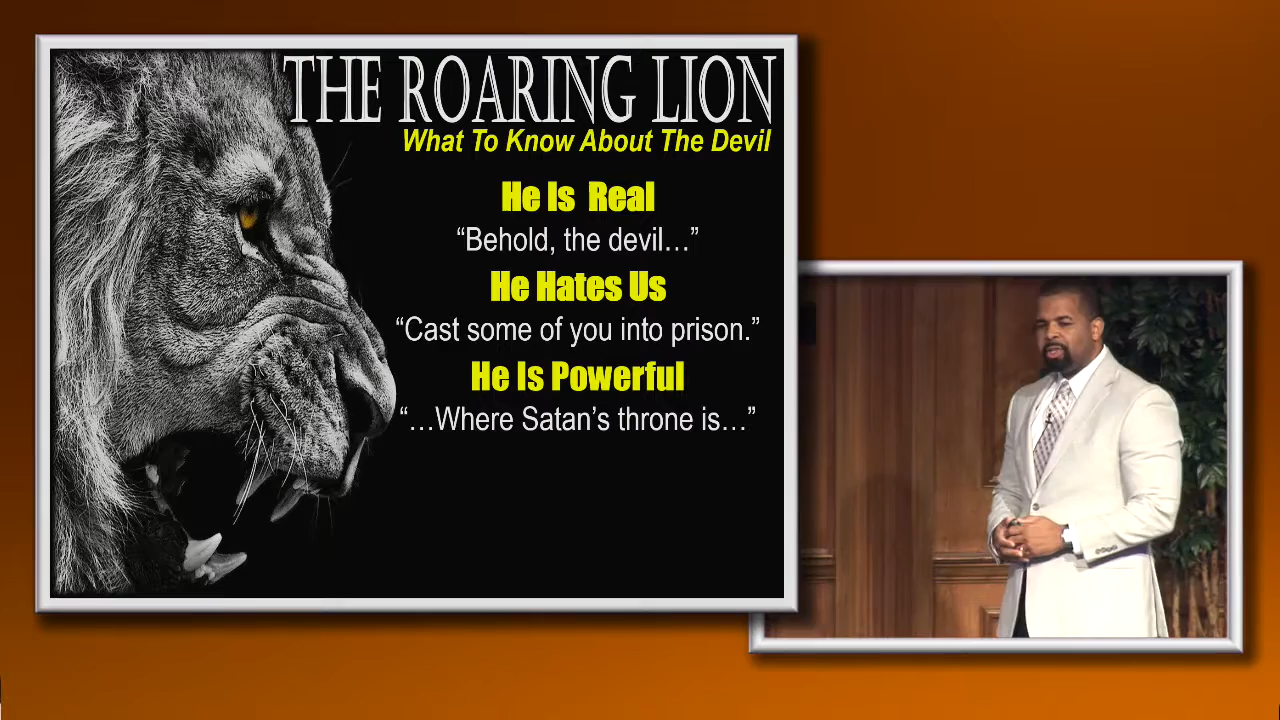 THE ROARING LION
What To Know About The Devil
He Is Real
“Behold, the devil…”
He Hates Us
“Cast some of you into prison.”
He Is Powerful
“…Where Satan’s throne is…”